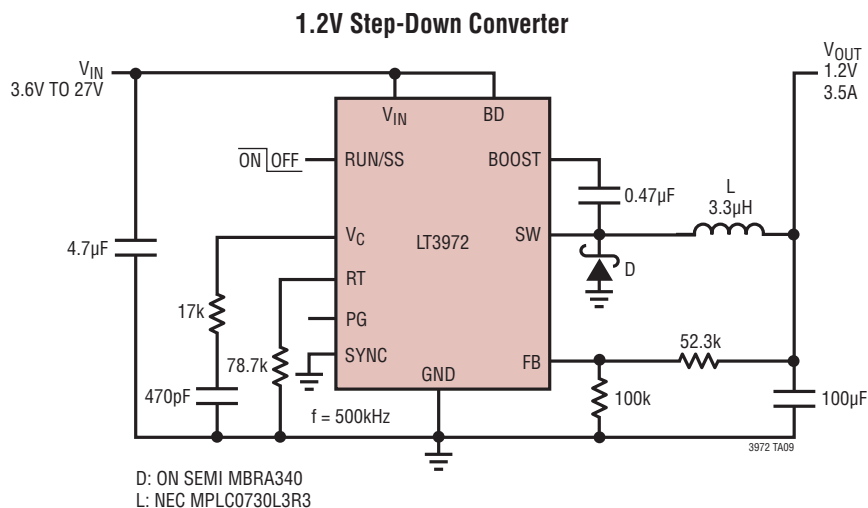 1.2V Step-Down Converter
VIN
3.6V TO 27V
VOUT
1.2V
3.5A
VIN
BD
ON OFF
RUN/SS
BOOST
0.47µF
L
3.3µH
4.7µF
VC
LT3972
SW
RT
D
17k
PG
52.3k
78.7k
SYNC
FB
GND
470pF
100k
100µF
f = 500kHz
3972 TA09
D: ON SEMI MBRA340
L: NEC MPLC0730L3R3